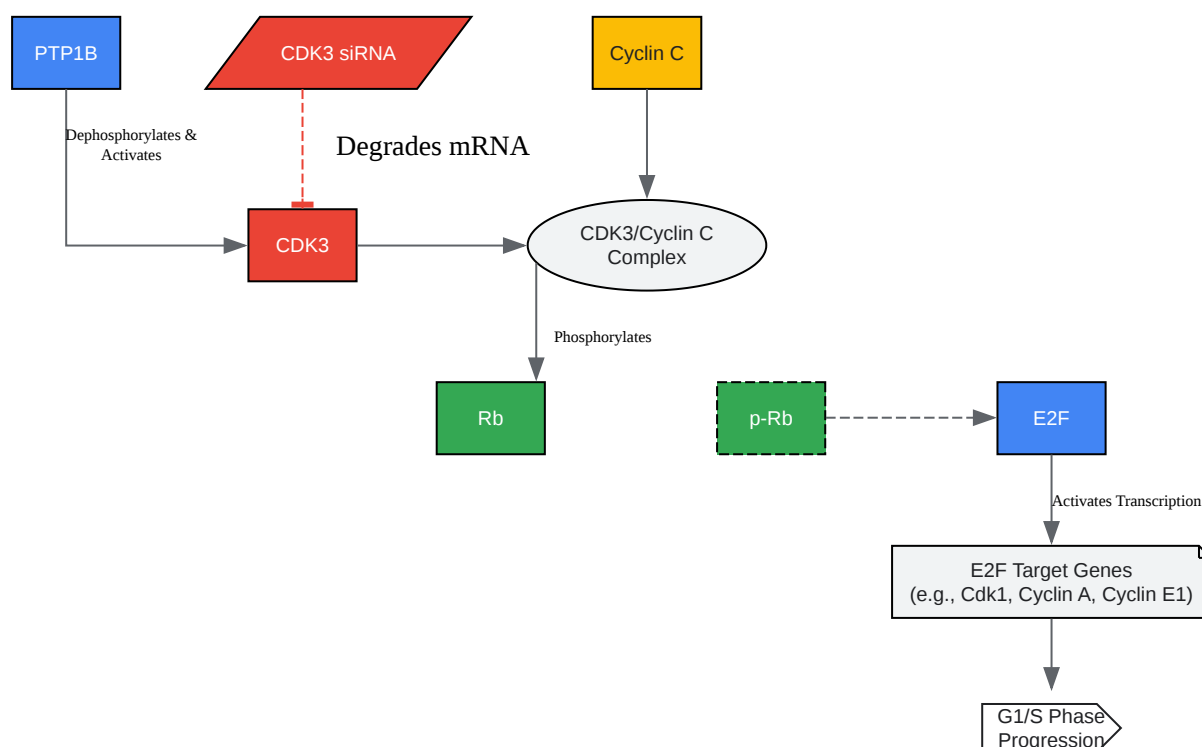 PTP1B
CDK3 siRNA
Cyclin C
Dephosphorylates &
Activates
Degrades mRNA
CDK3
CDK3/Cyclin C
Complex
Phosphorylates
Rb
p-Rb
E2F
Activates Transcription
E2F Target Genes
(e.g., Cdk1, Cyclin A, Cyclin E1)
G1/S Phase
Progression